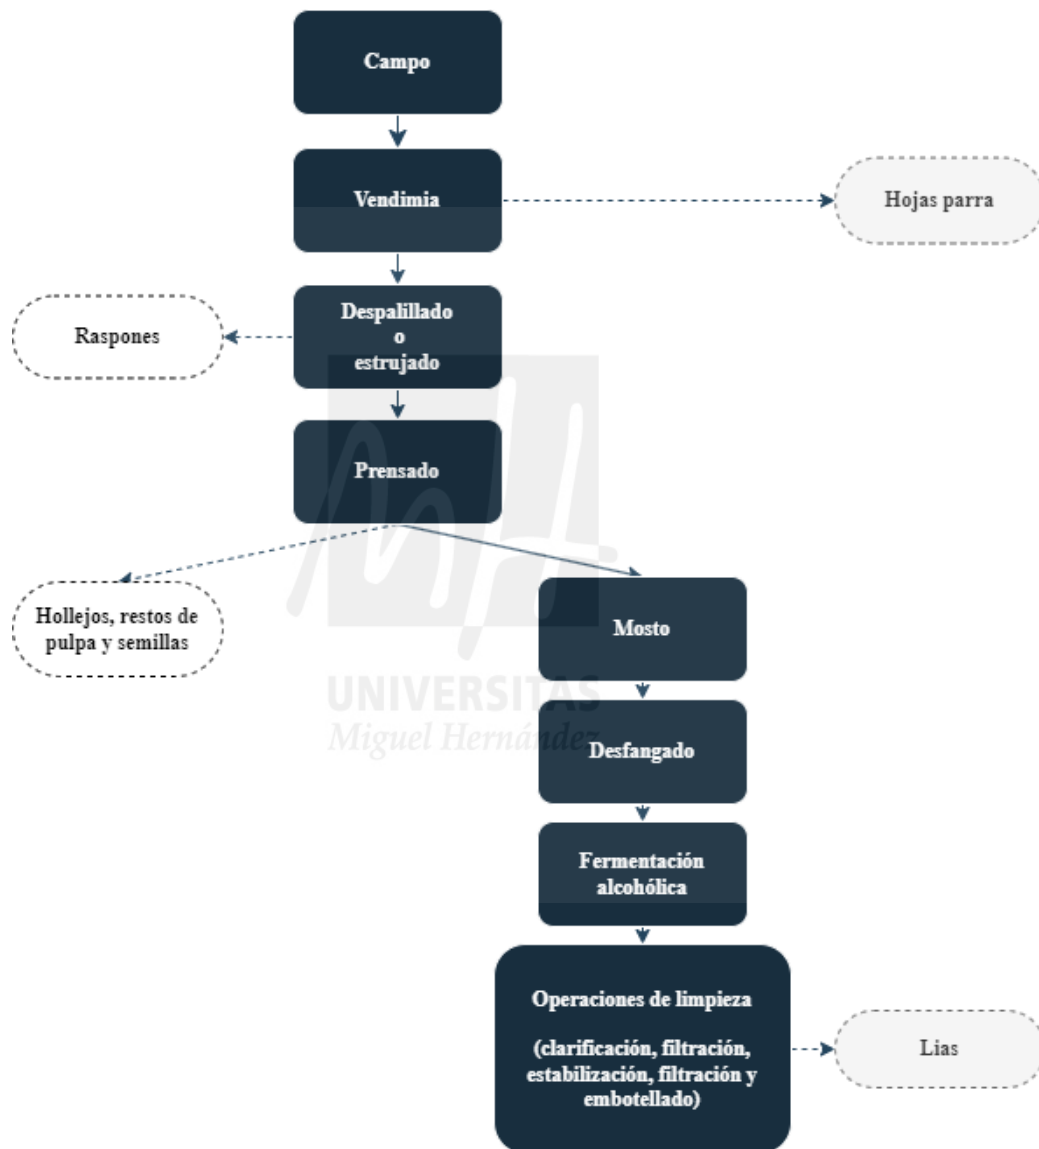 Campo
Vendimia
Hojas parra
Despalillado
o
estrujado
Raspones
Prensado
Hollejos, restos de
pulpa y semillas
Mosto
UNIVERSITAS
Miguel Hernández
Desfangado
Fermentación
alcohólica
Operaciones de limpieza
(clarificación, filtración,
estabilización, filtración y
embotellado)
Lias